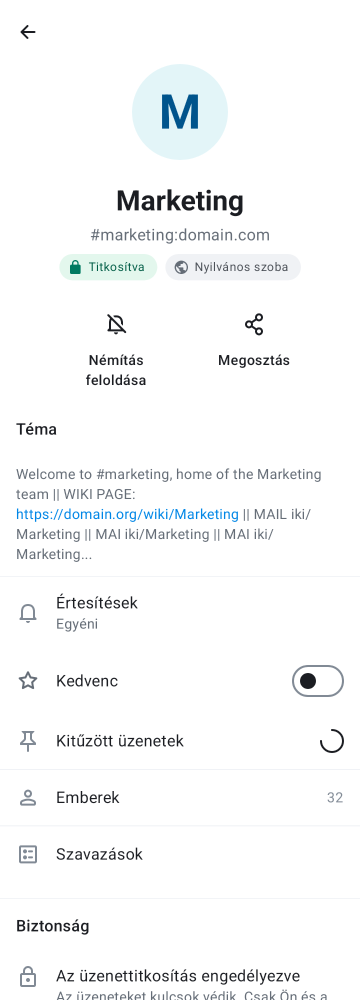 M
Marketing
#marketing:domain.com
Titkosítva
Nyilvános szoba
Némítás
feloldása
Megosztás
Téma
Welcome to #marketing, home of the Marketing
team || WIKI PAGE:
https://domain.org/wiki/Marketing || MAIL iki/
Marketing || MAI iki/Marketing || MAI iki/
Marketing...
Értesítések
Egyéni
Kedvenc
Kitűzött üzenetek
Emberek
32
Szavazások
Biztonság
Az üzenettitkosítás engedélyezve
Az üzeneteket kulcsok védik. Csak Ön és a